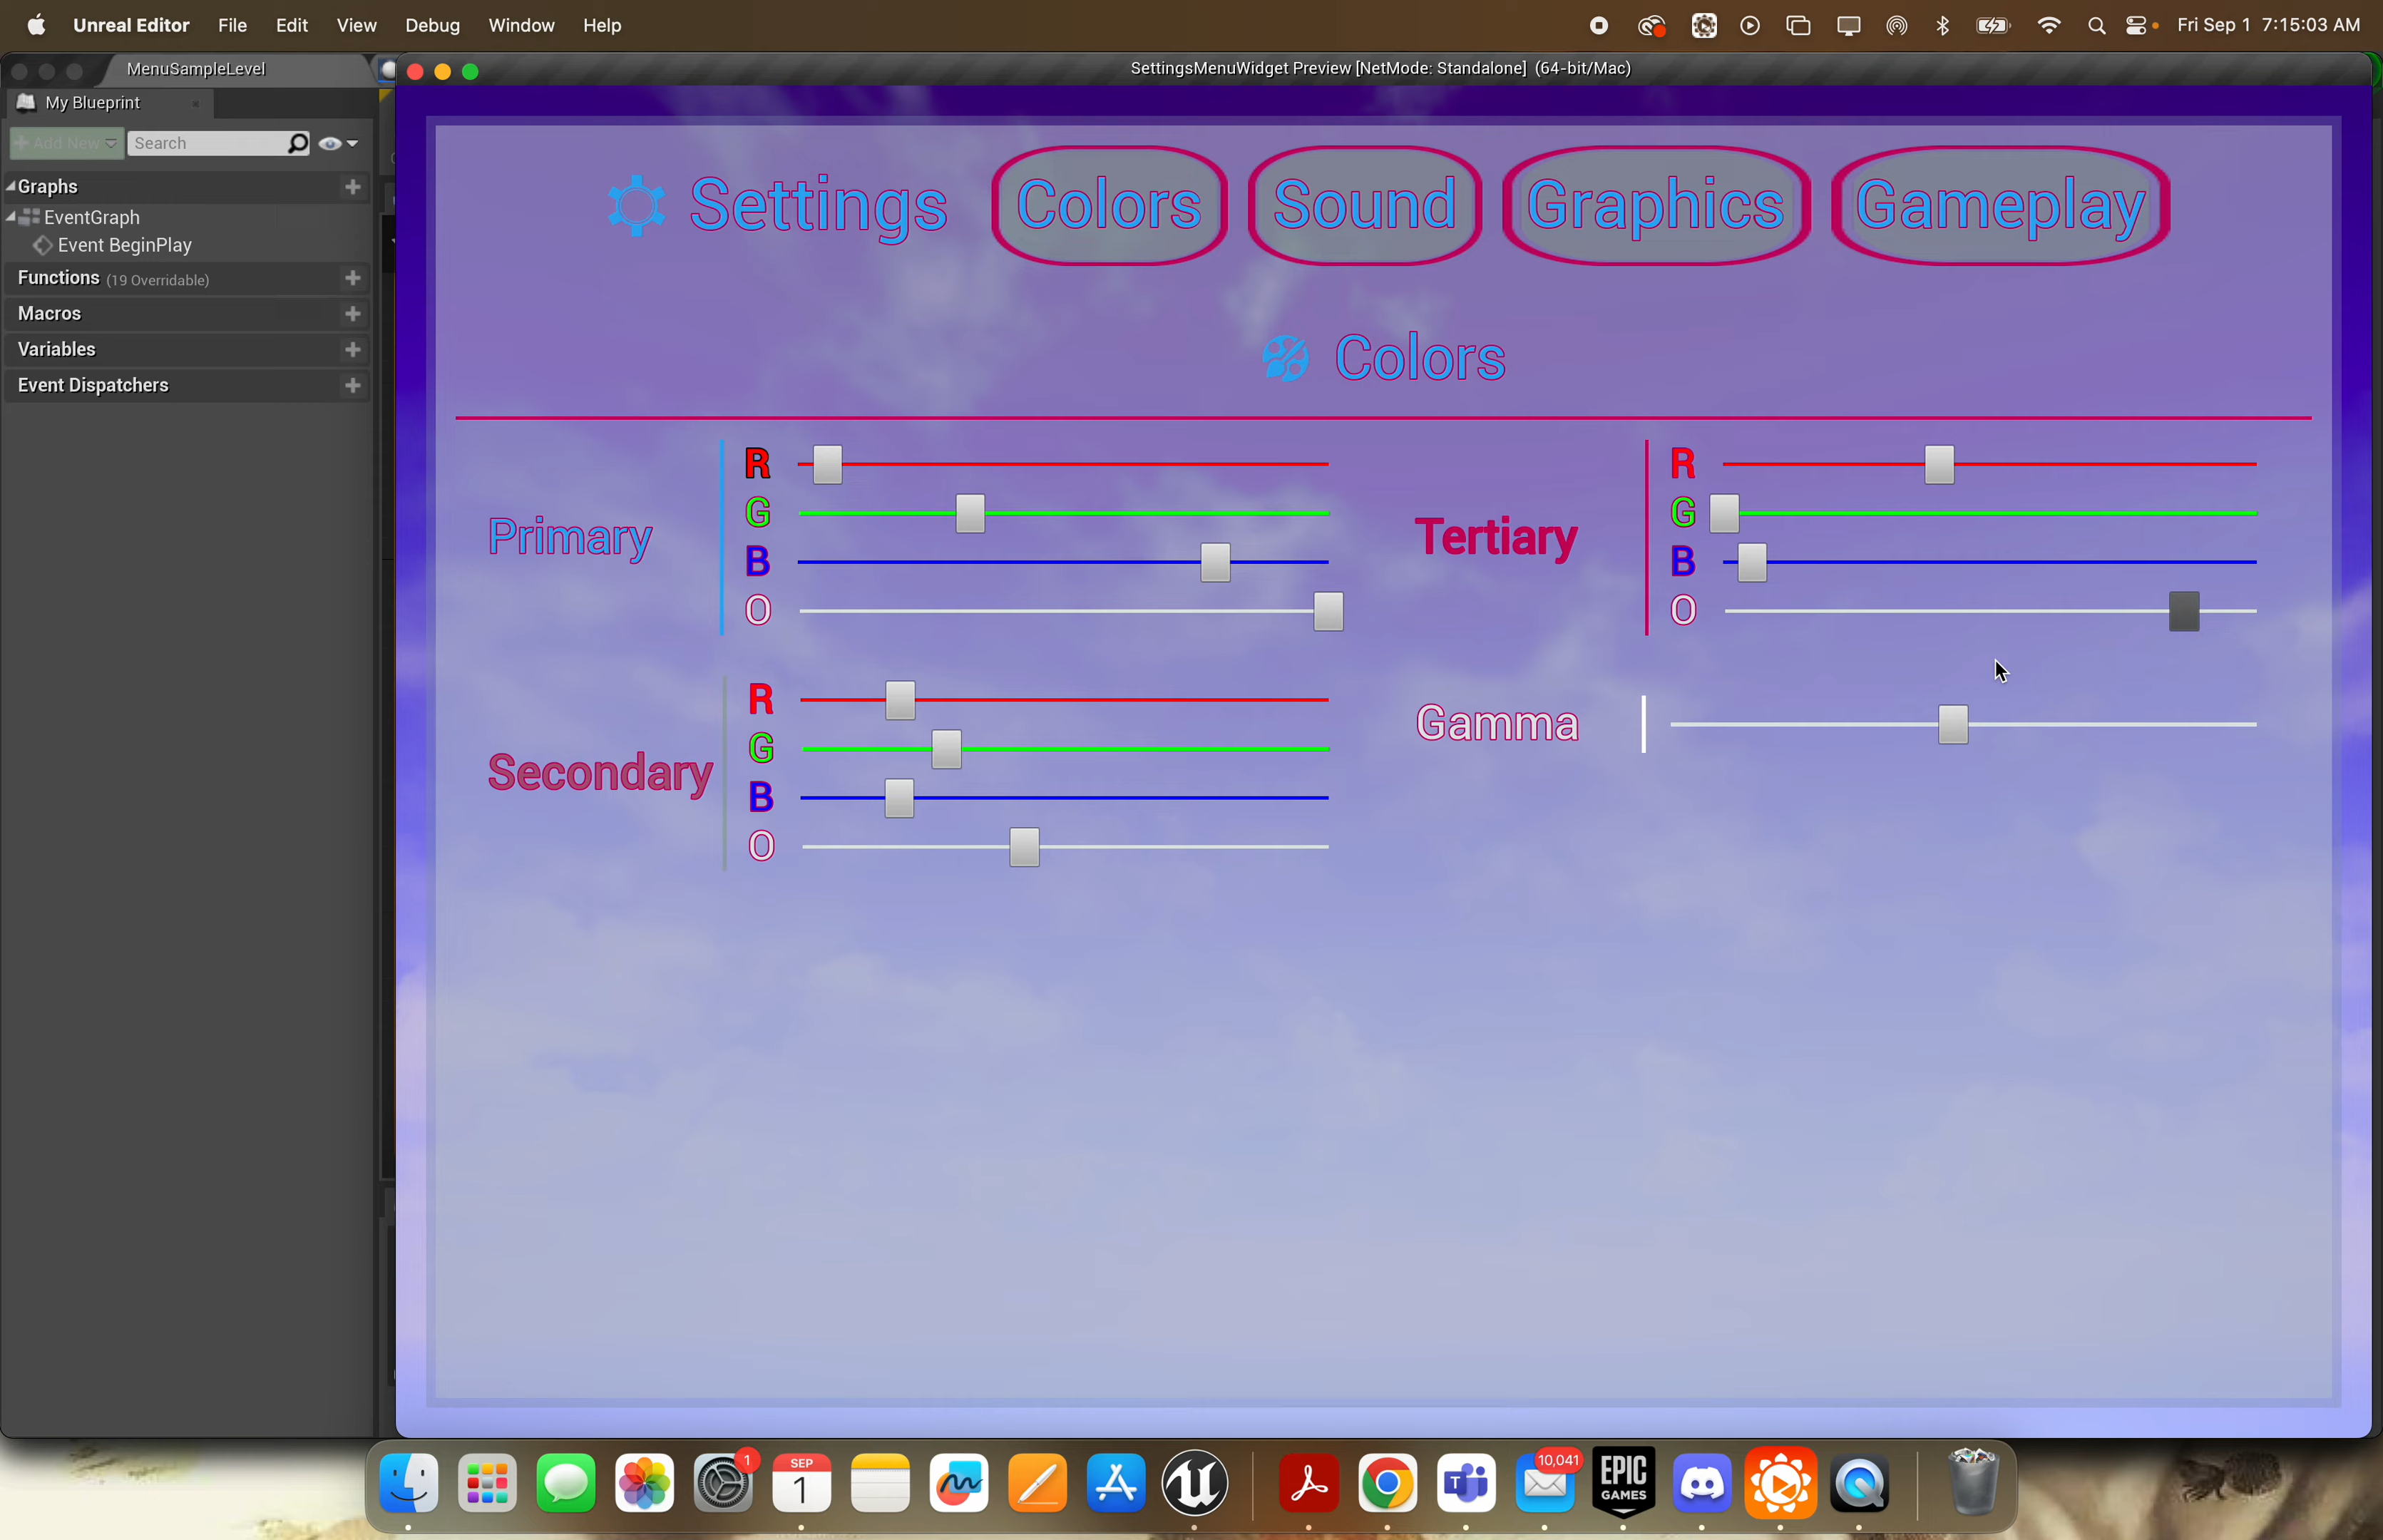 Unreal Editor File Edit View Debug Window Help Fri Sep 1 7:15:03 AM
MenuSampleLevel
SettingsMenuWidget Preview [NetMode: Standalone] (64-bit/Mac)
My Blueprint
Add New
Search
Graphs
EventGraph
Event BeginPlay
Functions (19 Overridable)
Macros
Variables
Event Dispatchers
Settings Colors Sound Graphics Gameplay
Colors
Primary
R
G
B
O
Secondary
R
G
B
O
Tertiary
R
G
B
O
Gamma
1
SEP
1
T
10,041
EPIC
GAMES